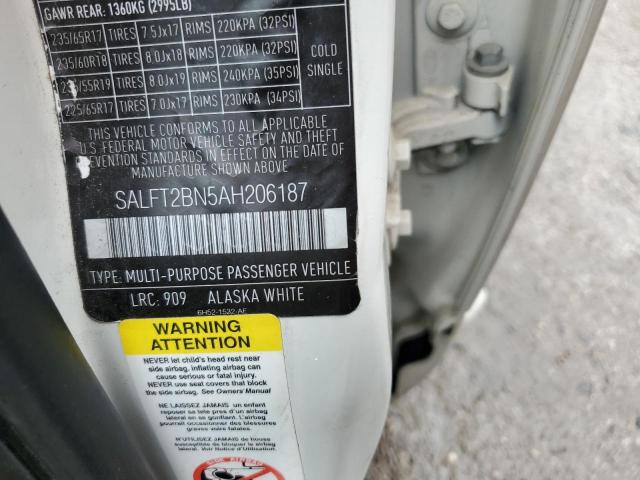 GAWR REAR: 1360KG (2995LB)
235/65R17 TIRES 7.5Jx17 RIMS 220KPA (32PSI)
235/60R18 TIRES 8.0Jx18 RIMS 220KPA (32PSI)
/55R19 TIRES 8.0Jx19 RIMS 240KPA (35PSI)
225/65R17 TIRES 7.0Jx17 RIMS 230KPA (34PSI)
COLD
SINGLE
THIS VEHICLE CONFORMS TO ALL APPLICABLE
U.S. FEDERAL MOTOR VEHICLE SAFETY AND THEFT
PREVENTION STANDARDS IN EFFECT ON THE DATE OF
MANUFACTURE SHOWN ABOVE.
SALFT2BN5AH206187
TYPE: MULTI-PURPOSE PASSENGER VEHICLE
LRC: 909 ALASKA WHITE
6H52-1532-AE
WARNING
ATTENTION
NEVER let child's head rest near
side airbag, inflating airbag can
cause serious or fatal injury.
NEVER use seat covers that block
the side airbag. See Owners' Manual
NE LAISSEZ JAMAIS un enfant
reposer sa tete pres d'un airbag
lateral en se gonflant. L'airbag
pourrait occasionner des blessures
graves voire fatales.
N'UTILISEZ JAMAIS de housse
susceptible de bloquer le airbag
lateral. Voir la Notice d'Utilisation.
SIDE AIRBAG